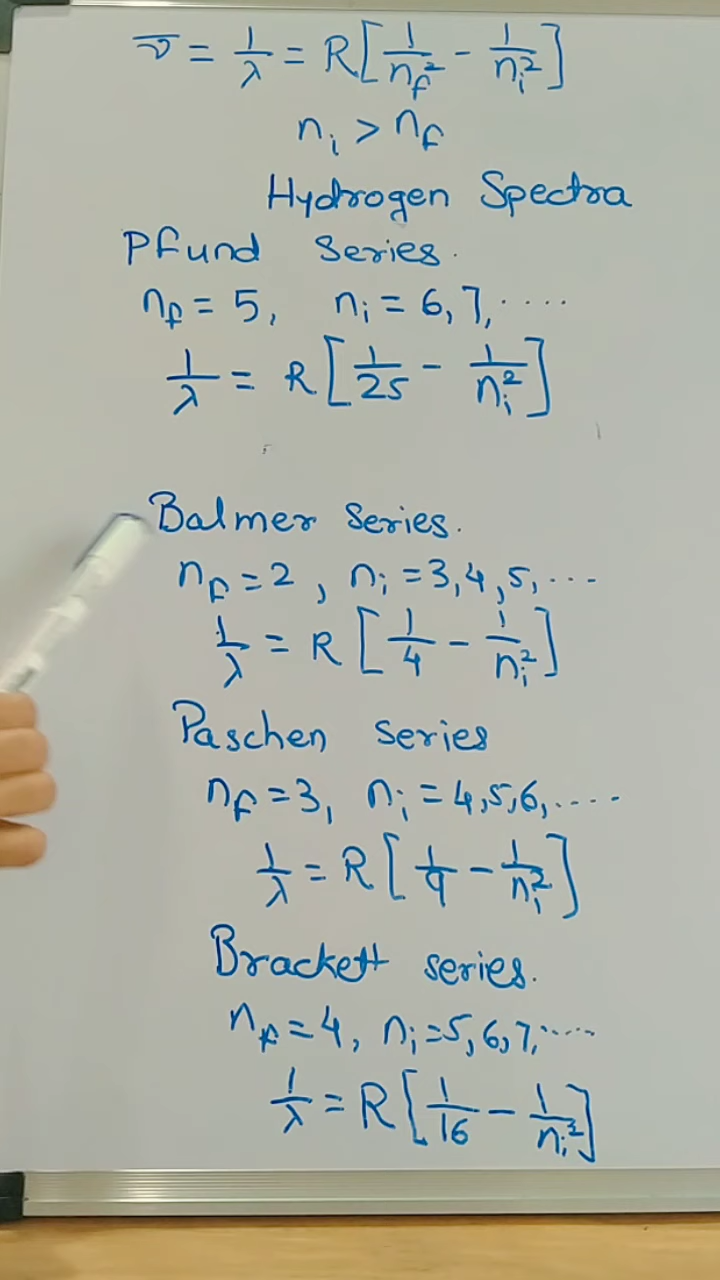 ν̅ = 1/λ = R[1/n_f² - 1/n_i²]
n_i > n_f
Hydrogen Spectra
Pfund Series.
n_f = 5, n_i = 6, 7, .....
1/λ = R[1/25 - 1/n_i²]
Balmer Series.
n_f = 2, n_i = 3, 4, 5, ...
1/λ = R[1/4 - 1/n_i²]
Paschen series
n_f = 3, n_i = 4, 5, 6, .....
1/λ = R[1/9 - 1/n_i²]
Brackett series.
n_f = 4, n_i = 5, 6, 7, .....
1/λ = R[1/16 - 1/n_i²]